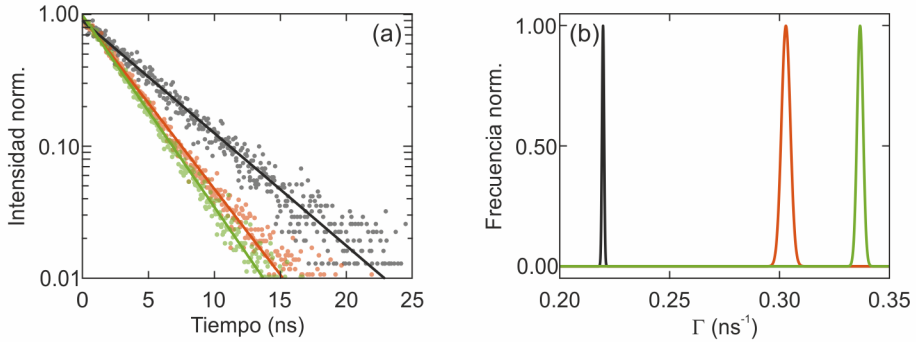 (a)
Intensidad norm.
1.00
0.10
0.01
0
5
10
15
20
25
Tiempo (ns)
(b)
Frecuencia norm.
1.00
0.50
0.00
0.20
0.25
0.30
0.35
Γ (ns⁻¹)